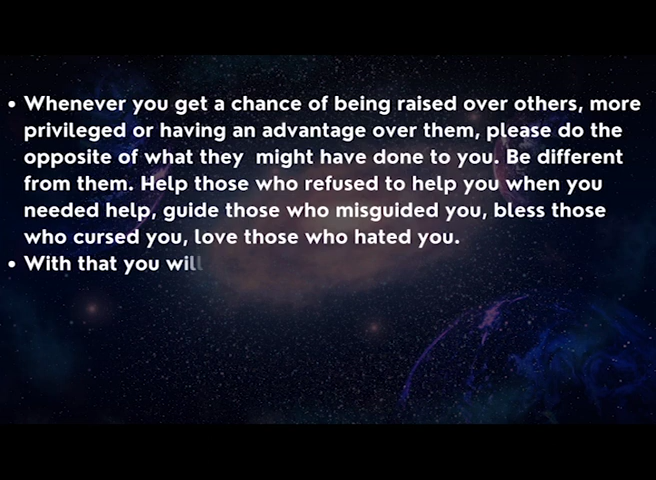 • Whenever you get a chance of being raised over others, more
privileged or having an advantage over them, please do the
opposite of what they  might have done to you. Be different
from them. Help those who refused to help you when you
needed help, guide those who misguided you, bless those
who cursed you, love those who hated you.
• With that you will